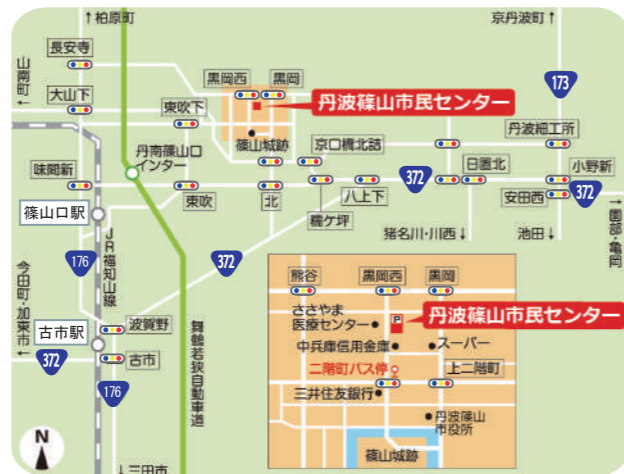 ↑柏原町
京丹波町↑
長安寺
山南町↓
大山下
黒岡西
黒岡
173
丹波篠山市民センター
東吹下
篠山城跡
京口橋北詰
丹波細工所
丹南篠山口
インター
味間新
日置北
小野新
372
372
東吹
北
八上下
安田西
糯ケ坪
篠山口駅
猪名川・川西↓
池田↓
→園部・亀岡
JR福知山線
176
372
今田町・加東市↓
舞鶴若狭自動車道
波賀野
古市駅
372
古市
176
N
↓三田市
熊谷
黒岡西
黒岡
P
丹波篠山市民センター
ささやま
医療センター
中兵庫信用金庫
スーパー
二階町バス停
上二階町
三井住友銀行
丹波篠山
市役所
篠山城跡